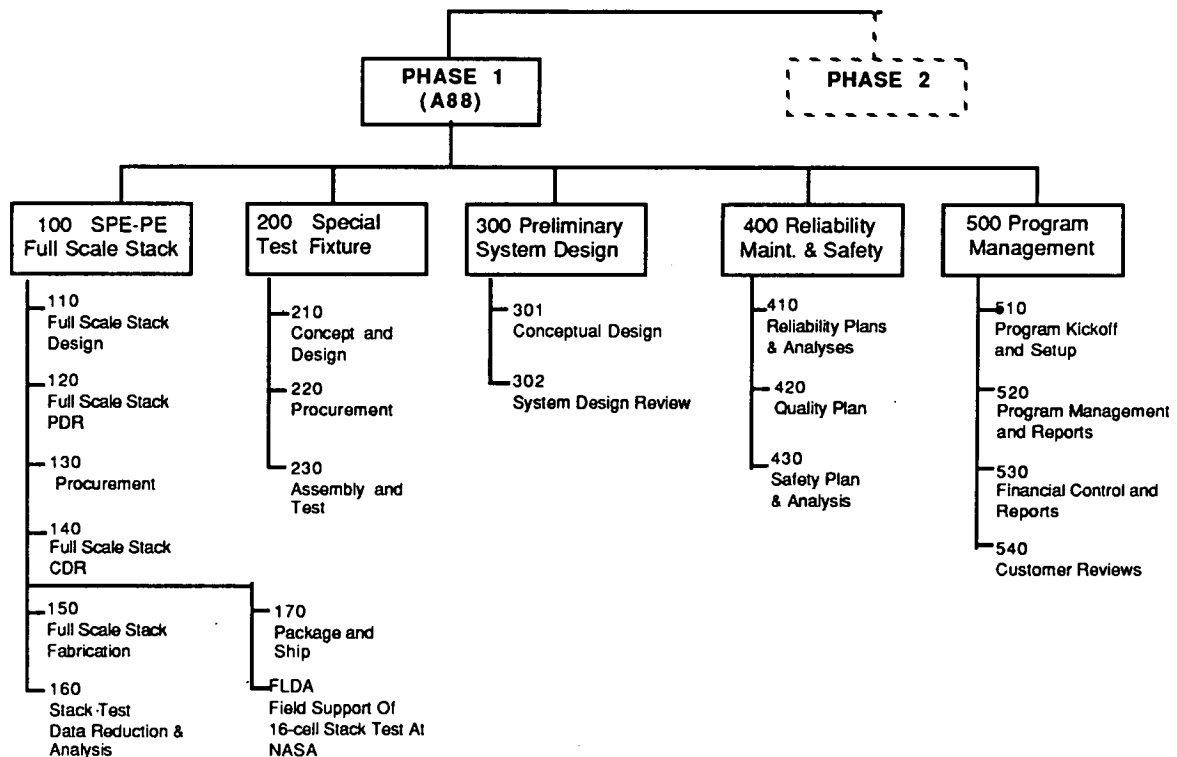 PHASE 1
(A88)
PHASE 2
100 SPE-PE
Full Scale Stack
200 Special
Test Fixture
300 Preliminary
System Design
400 Reliability
Maint. & Safety
500 Program
Management
110
Full Scale Stack
Design
120
Full Scale Stack
PDR
130
Procurement
140
Full Scale Stack
CDR
150
Full Scale Stack
Fabrication
160
Stack Test
Data Reduction &
Analysis
170
Package and
Ship
FLDA
Field Support Of
16-cell Stack Test At
NASA
210
Concept and
Design
220
Procurement
230
Assembly and
Test
301
Conceptual Design
302
System Design Review
410
Reliability Plans
& Analyses
420
Quality Plan
430
Safety Plan
& Analysis
510
Program Kickoff
and Setup
520
Program Management
and Reports
530
Financial Control and
Reports
540
Customer Reviews